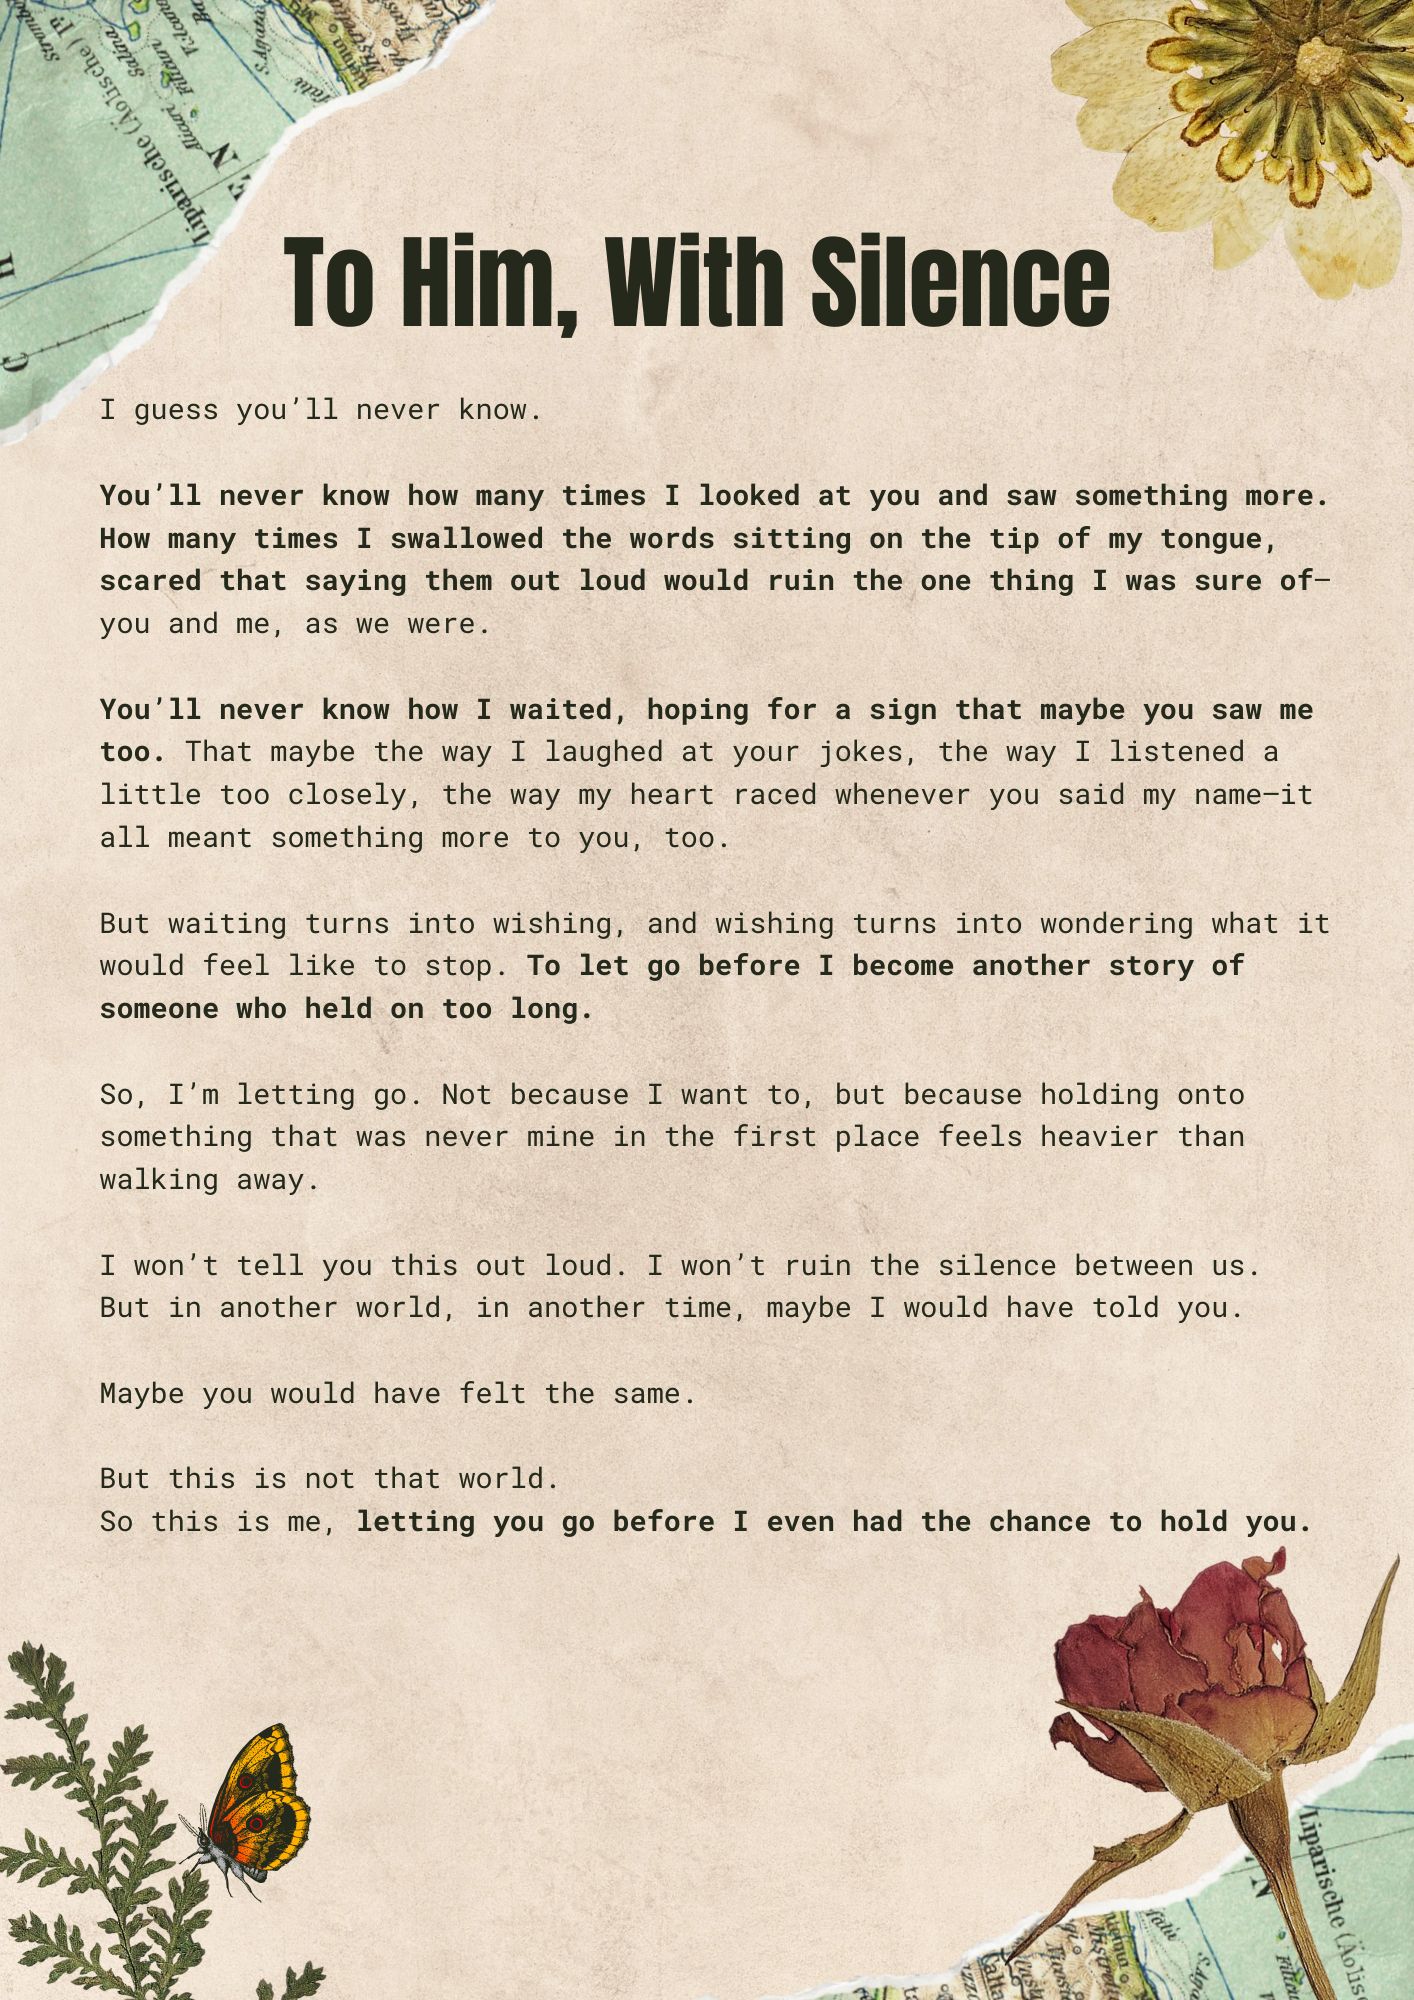 Stromboli
Salina
Filicuri
Alicuri
Liparische (Äolische) In
N
To Him, With Silence
I guess you’ll never know.
You’ll never know how many times I looked at you and saw something more.
How many times I swallowed the words sitting on the tip of my tongue,
scared that saying them out loud would ruin the one thing I was sure of—
you and me, as we were.
You’ll never know how I waited, hoping for a sign that maybe you saw me
too. That maybe the way I laughed at your jokes, the way I listened a
little too closely, the way my heart raced whenever you said my name—it
all meant something more to you, too.
But waiting turns into wishing, and wishing turns into wondering what it
would feel like to stop. To let go before I become another story of
someone who held on too long.
So, I’m letting go. Not because I want to, but because holding onto
something that was never mine in the first place feels heavier than
walking away.
I won’t tell you this out loud. I won’t ruin the silence between us.
But in another world, in another time, maybe I would have told you.
Maybe you would have felt the same.
But this is not that world.
So this is me, letting you go before I even had the chance to hold you.
Liparische (Äolis
N